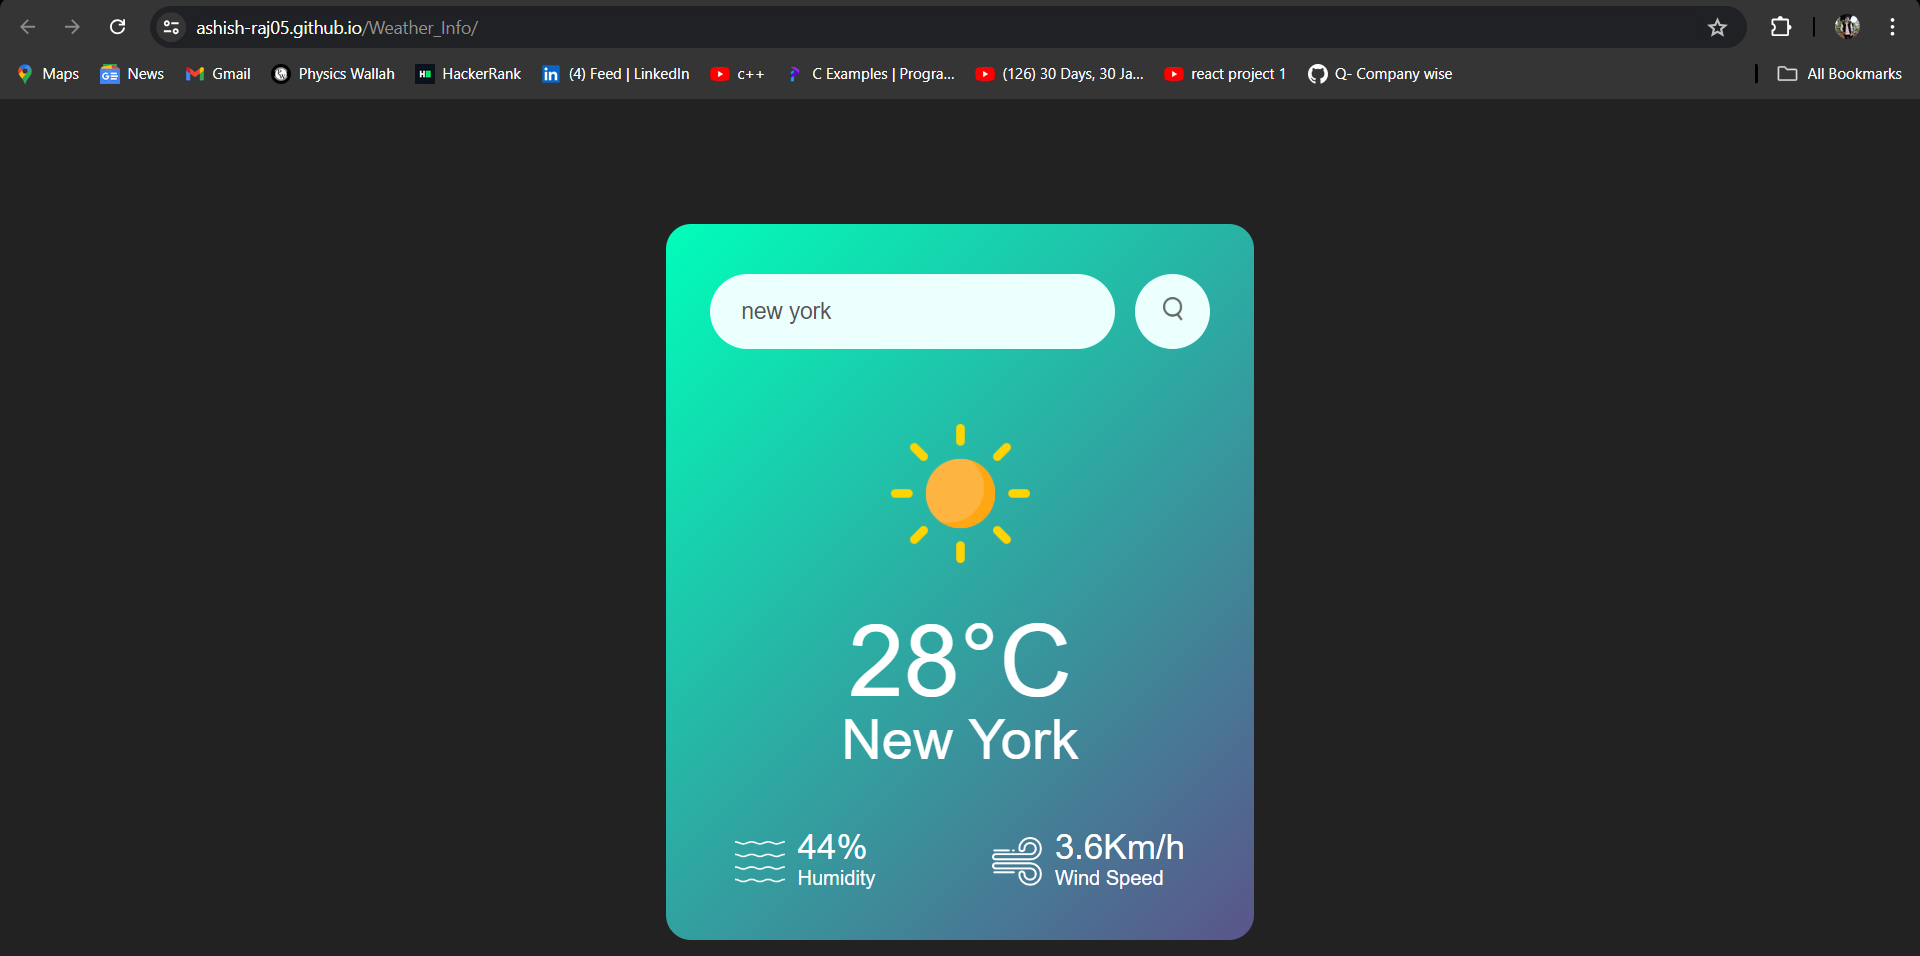 ashish-raj05.github.io/Weather_Info/
Maps News Gmail Physics Wallah HackerRank (4) Feed | LinkedIn c++ C Examples | Progra... (126) 30 Days, 30 Ja... react project 1 Q- Company wise All Bookmarks
new york
28°C
New York
44% 3.6Km/h
Humidity Wind Speed